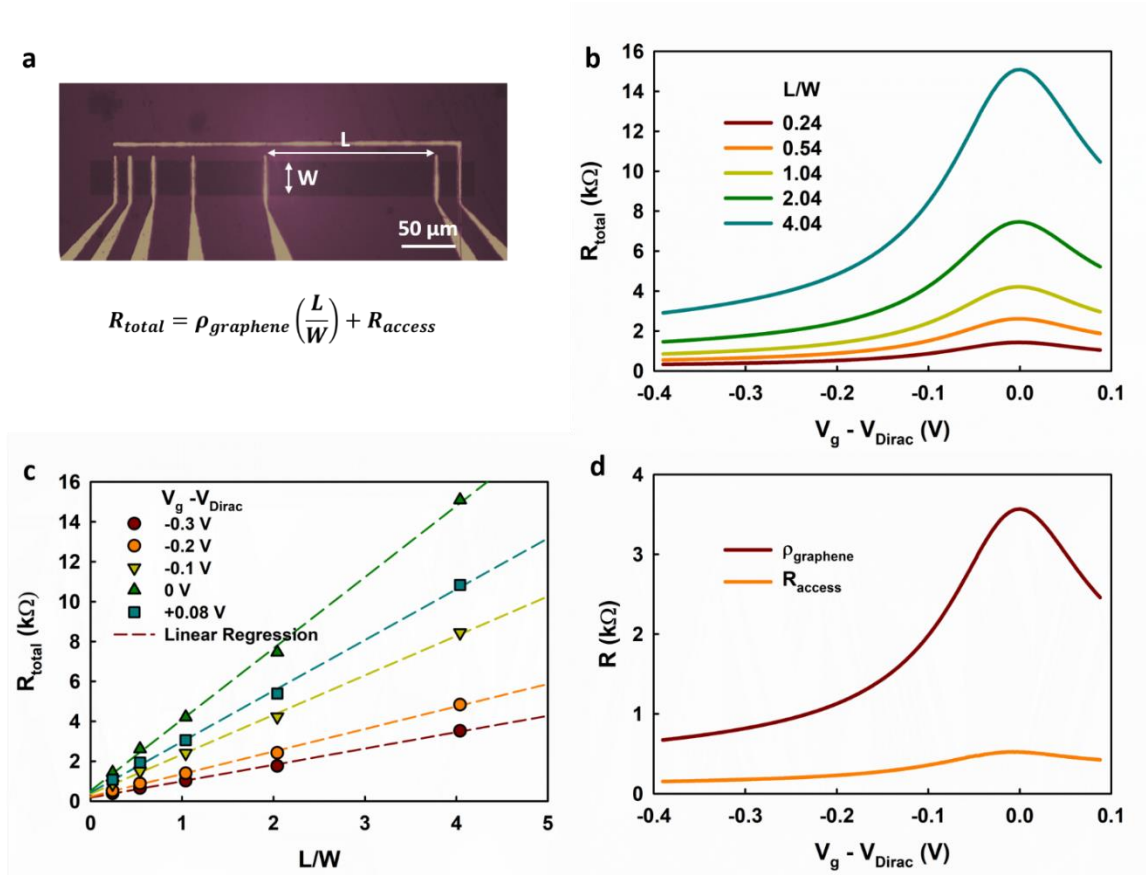 a
L
W
50 μm
R_total = ρ_graphene (L/W) + R_access
b
16
14
12
10
8
6
4
2
0
R_total (kΩ)
L/W
0.24
0.54
1.04
2.04
4.04
-0.4 -0.3 -0.2 -0.1 0.0 0.1
V_g - V_Dirac (V)
c
16
14
12
10
8
6
4
2
0
R_total (kΩ)
V_g -V_Dirac
-0.3 V
-0.2 V
-0.1 V
0 V
+0.08 V
Linear Regression
0 1 2 3 4 5
L/W
d
4
3
2
1
0
R (kΩ)
ρ_graphene
R_access
-0.4 -0.3 -0.2 -0.1 0.0 0.1
V_g - V_Dirac (V)